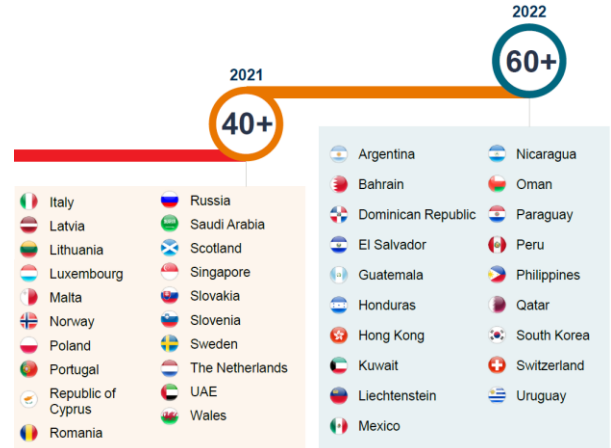 2021
40+
Italy
Latvia
Lithuania
Luxembourg
Malta
Norway
Poland
Portugal
Republic of
Cyprus
Romania
Russia
Saudi Arabia
Scotland
Singapore
Slovakia
Slovenia
Sweden
The Netherlands
UAE
Wales
2022
60+
Argentina
Bahrain
Dominican Republic
El Salvador
Guatemala
Honduras
Hong Kong
Kuwait
Liechtenstein
Mexico
Nicaragua
Oman
Paraguay
Peru
Philippines
Qatar
South Korea
Switzerland
Uruguay